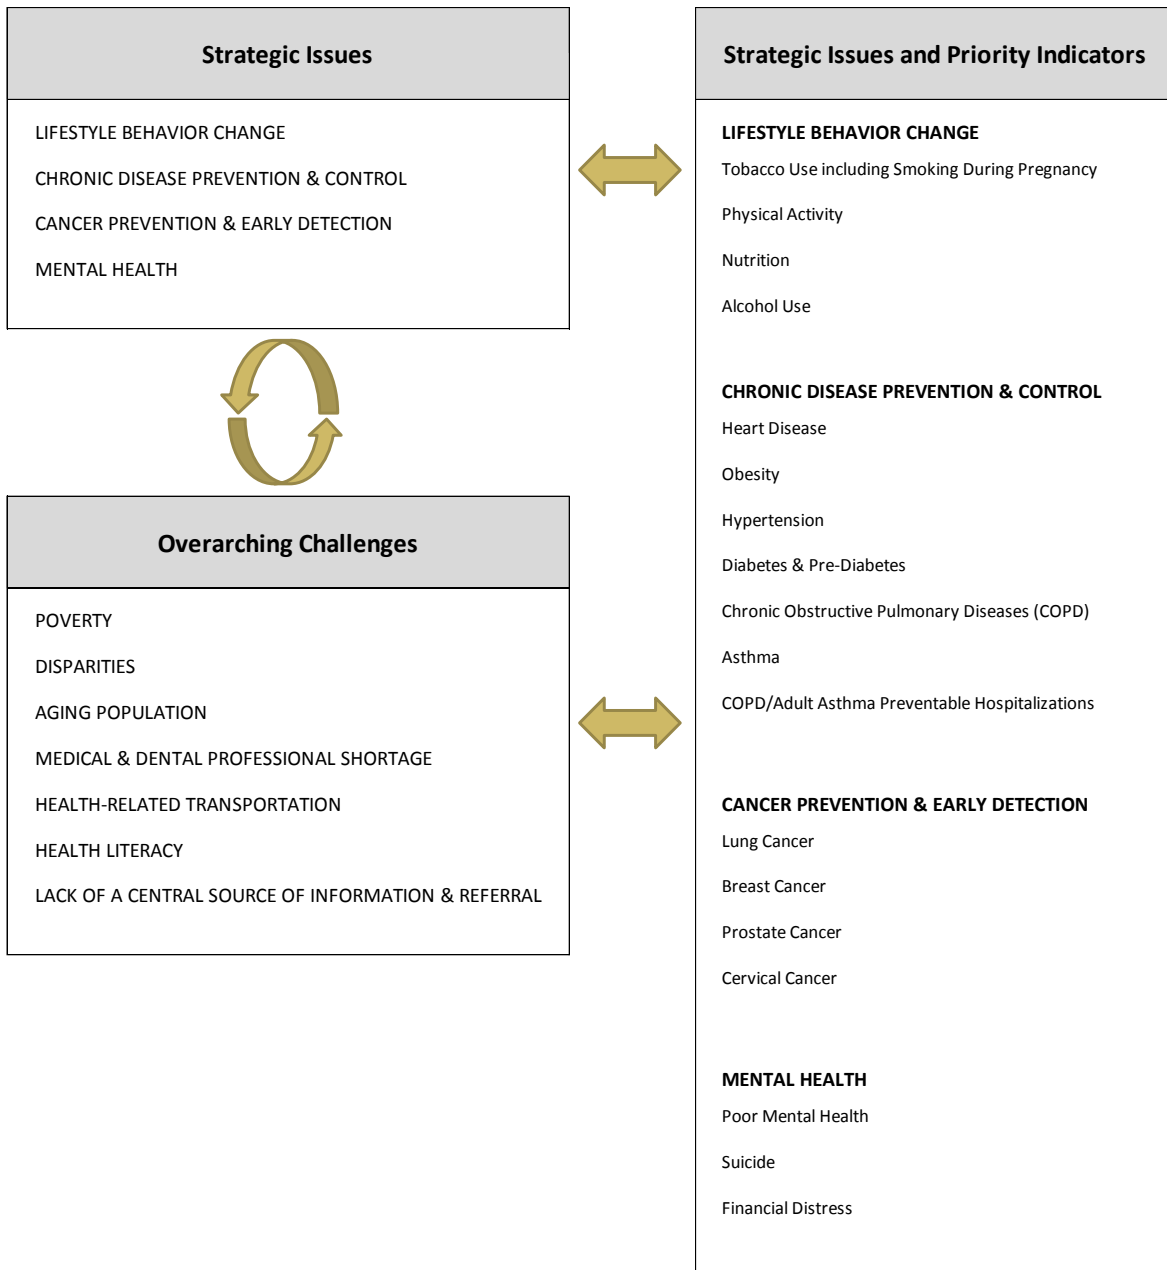 Strategic Issues
LIFESTYLE BEHAVIOR CHANGE
CHRONIC DISEASE PREVENTION & CONTROL
CANCER PREVENTION & EARLY DETECTION
MENTAL HEALTH
Overarching Challenges
POVERTY
DISPARITIES
AGING POPULATION
MEDICAL & DENTAL PROFESSIONAL SHORTAGE
HEALTH-RELATED TRANSPORTATION
HEALTH LITERACY
LACK OF A CENTRAL SOURCE OF INFORMATION & REFERRAL
Strategic Issues and Priority Indicators
LIFESTYLE BEHAVIOR CHANGE
Tobacco Use including Smoking During Pregnancy
Physical Activity
Nutrition
Alcohol Use
CHRONIC DISEASE PREVENTION & CONTROL
Heart Disease
Obesity
Hypertension
Diabetes & Pre-Diabetes
Chronic Obstructive Pulmonary Diseases (COPD)
Asthma
COPD/Adult Asthma Preventable Hospitalizations
CANCER PREVENTION & EARLY DETECTION
Lung Cancer
Breast Cancer
Prostate Cancer
Cervical Cancer
MENTAL HEALTH
Poor Mental Health
Suicide
Financial Distress